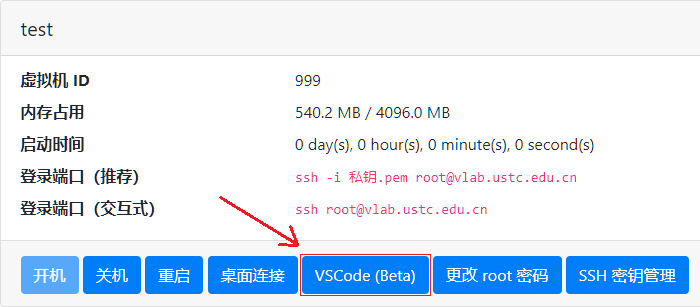 test
虚拟机 ID 999
内存占用 540.2 MB / 4096.0 MB
启动时间 0 day(s), 0 hour(s), 0 minute(s), 0 second(s)
登录端口（推荐） ssh -i 私钥.pem root@vlab.ustc.edu.cn
登录端口（交互式） ssh root@vlab.ustc.edu.cn
开机 关机 重启 桌面连接 VSCode (Beta) 更改 root 密码 SSH 密钥管理